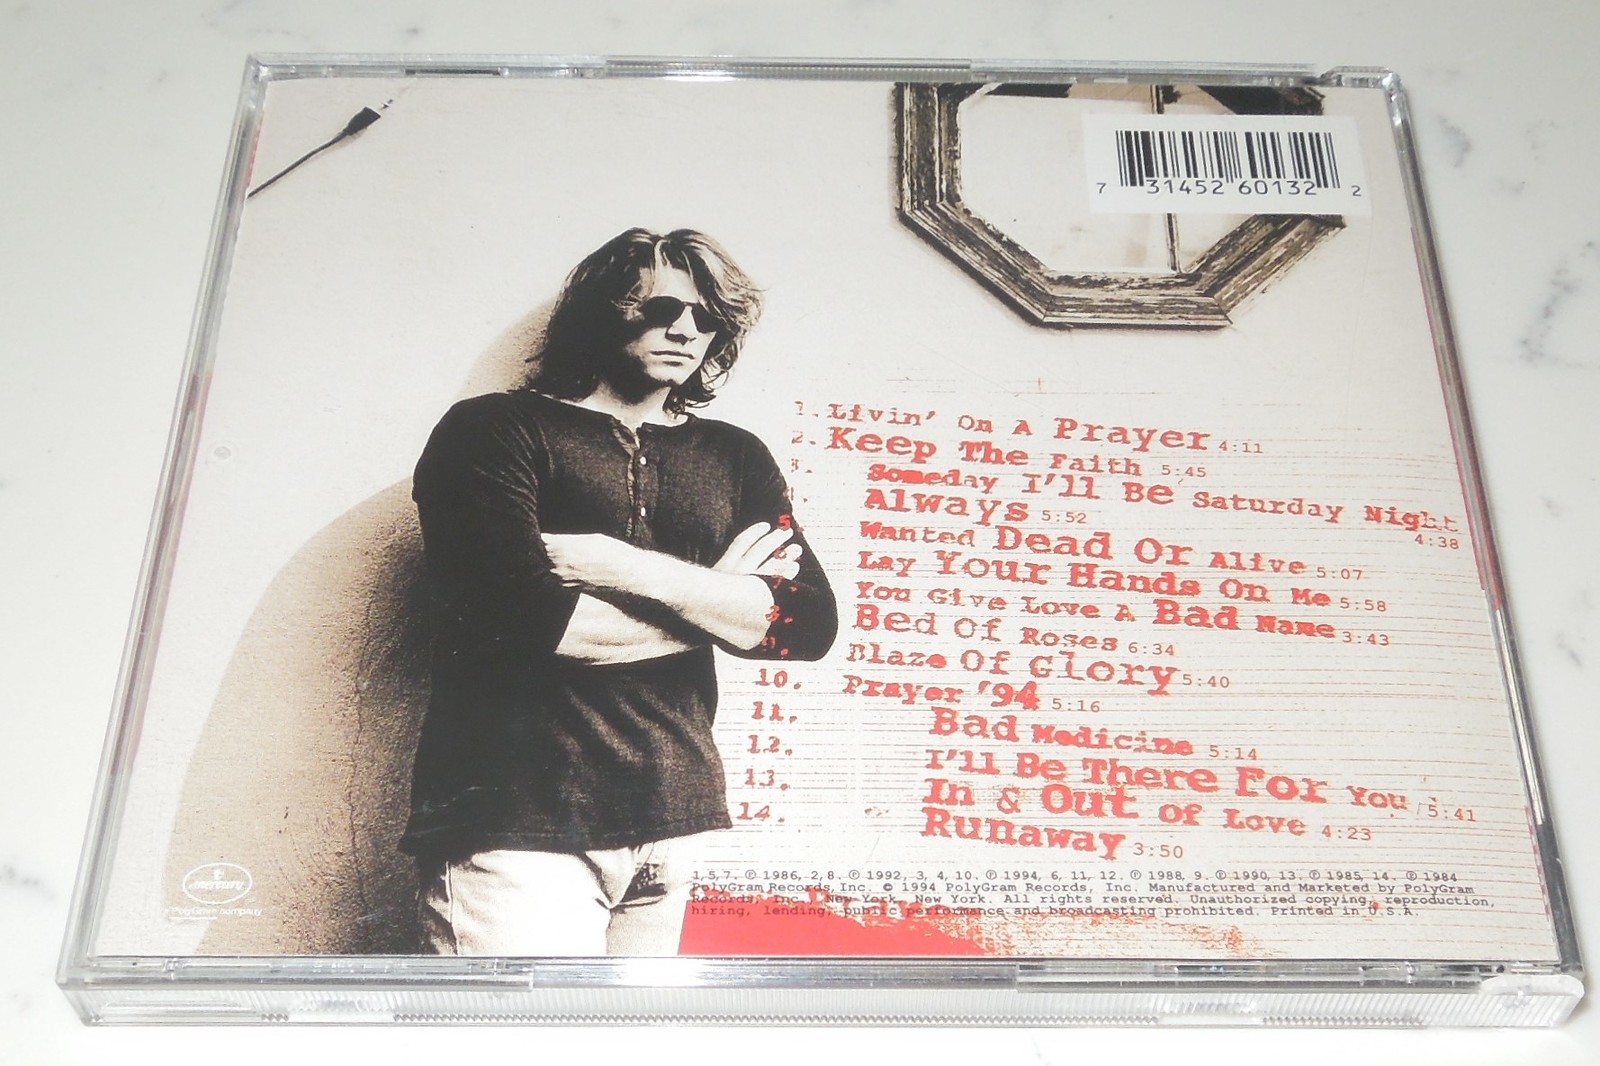 7 31452 60132 2
1. Livin' On A Prayer 4:11
2. Keep The Faith 5:45
3. Someday I'll Be Saturday Night 4:38
4. Always 5:52
5. Wanted Dead Or Alive 5:07
6. Lay Your Hands On Me 5:58
7. You Give Love A Bad Name 3:43
8. Bed Of Roses 6:34
9. Blaze Of Glory 5:40
10. Prayer '94 5:16
11. Bad Medicine 5:14
12. I'll Be There For You 5:41
13. In & Out Of Love 4:23
14. Runaway 3:50
1, 5, 7. ℗ 1986, 2, 8. ℗ 1992, 3, 4, 10. ℗ 1994, 6, 11, 12. ℗ 1988, 9. ℗ 1990, 13. ℗ 1985, 14. ℗ 1984
PolyGram Records, Inc. © 1994 PolyGram Records, Inc. Manufactured and Marketed by PolyGram
Records, Inc., New York, New York. All rights reserved. Unauthorized copying, reproduction,
hiring, lending, public performance and broadcasting prohibited. Printed in U.S.A.
mercury
a PolyGram company